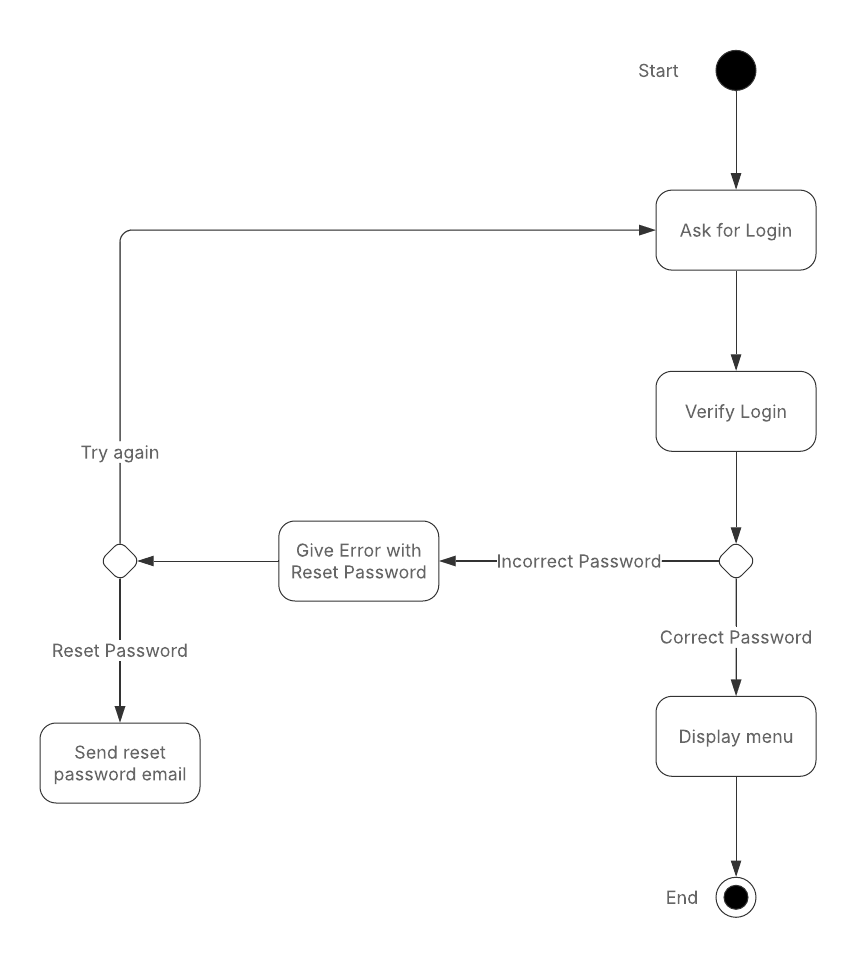 Start
Ask for Login
Verify Login
Try again
Give Error with
Reset Password
Incorrect Password
Correct Password
Reset Password
Send reset
password email
Display menu
End